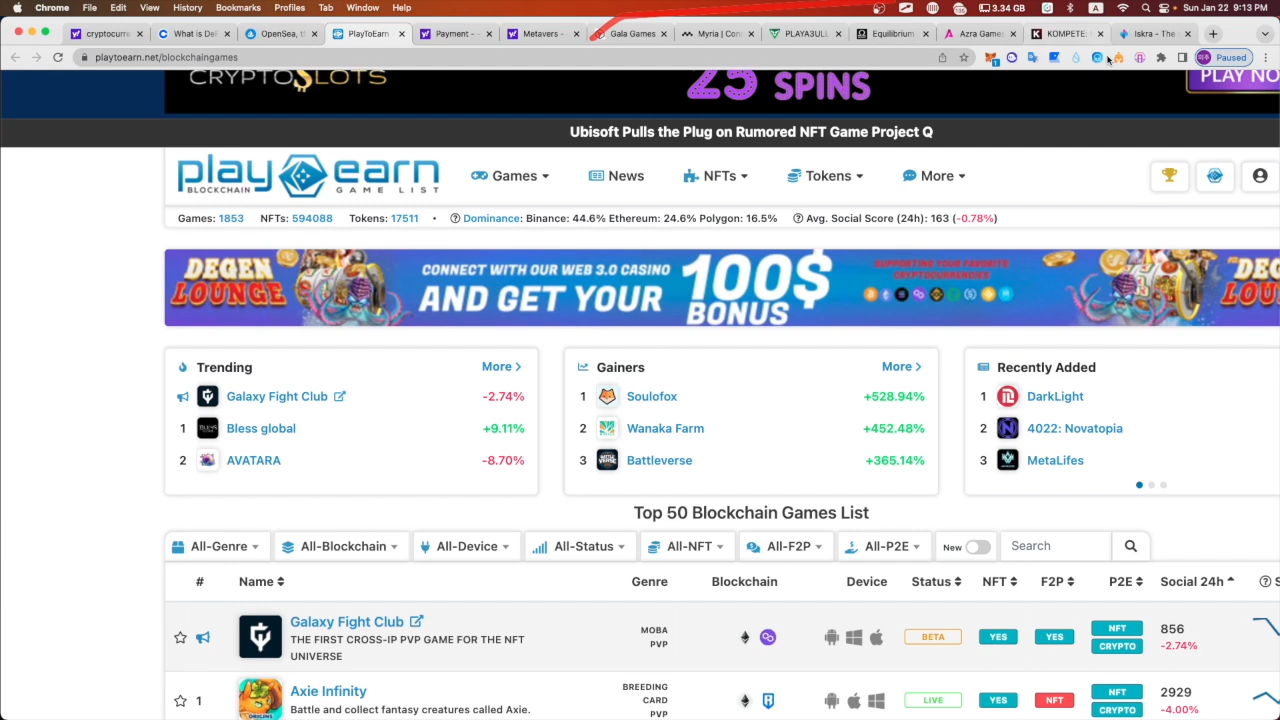 Chrome File Edit View History Bookmarks Profiles Tab Window Help 3.34 GB A Sun Jan 22 9:13 PM
cryptocurre What is DeF OpenSea, th PlayToEarn Payment - Metavers - Gala Games Myria | Con PLAYA3ULL Equilibrium Azra Games KOMPETE: Iskra - The
playtoearn.net/blockchaingames Paused
CRYPTO$LOTS 25 SPINS PLAY NO
Ubisoft Pulls the Plug on Rumored NFT Game Project Q
play earn
BLOCKCHAIN GAME LIST
Games News NFTs Tokens More
Games: 1853 NFTs: 594088 Tokens: 17511 • Dominance: Binance: 44.6% Ethereum: 24.6% Polygon: 16.5% Avg. Social Score (24h): 163 (-0.78%)
DEGEN LOUNGE
CONNECT WITH OUR WEB 3.0 CASINO
AND GET YOUR
100$ BONUS
SUPPORTING YOUR FAVORITE
CRYPTOCURRENCIES
Trending More
Galaxy Fight Club -2.74%
1 Bless global +9.11%
2 AVATARA -8.70%
Gainers More
1 Soulofox +528.94%
2 Wanaka Farm +452.48%
3 Battleverse +365.14%
Recently Added
1 DarkLight
2 4022: Novatopia
3 MetaLifes
Top 50 Blockchain Games List
All-Genre All-Blockchain All-Device All-Status All-NFT All-F2P All-P2E New Search
# Name Genre Blockchain Device Status NFT F2P P2E Social 24h S
Galaxy Fight Club
THE FIRST CROSS-IP PVP GAME FOR THE NFT
UNIVERSE
MOBA
PVP
BETA YES YES NFT
CRYPTO
856
-2.74%
1 Axie Infinity
Battle and collect fantasy creatures called Axie.
BREEDING
CARD
PVP
LIVE YES NFT NFT
CRYPTO
2929
-4.00%